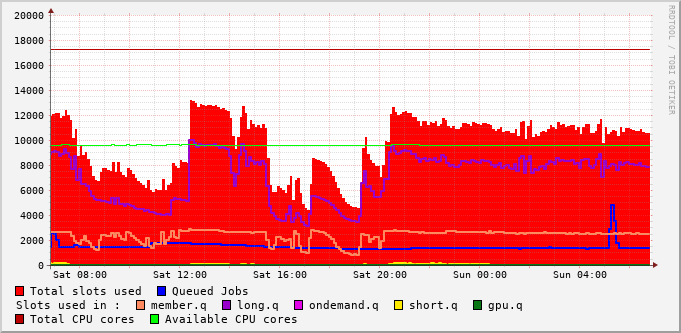 RRDTOOL / TOBI OETIKER
20000
18000
16000
14000
12000
10000
8000
6000
4000
2000
0
Sat 08:00 Sat 12:00 Sat 16:00 Sat 20:00 Sun 00:00 Sun 04:00
Total slots used Queued Jobs
Slots used in : member.q long.q ondemand.q short.q gpu.q
Total CPU cores Available CPU cores